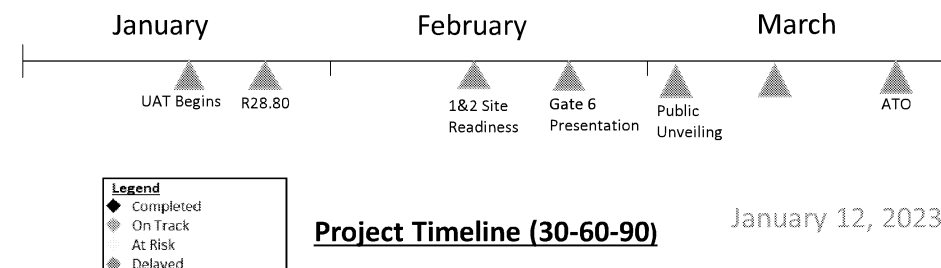 January February March
UAT Begins
R28.80
1&2 Site
Readiness
Gate 6
Presentation
Public
Unveiling
ATO
Legend
Completed
On Track
At Risk
Delayed
Project Timeline (30-60-90)
January 12, 2023